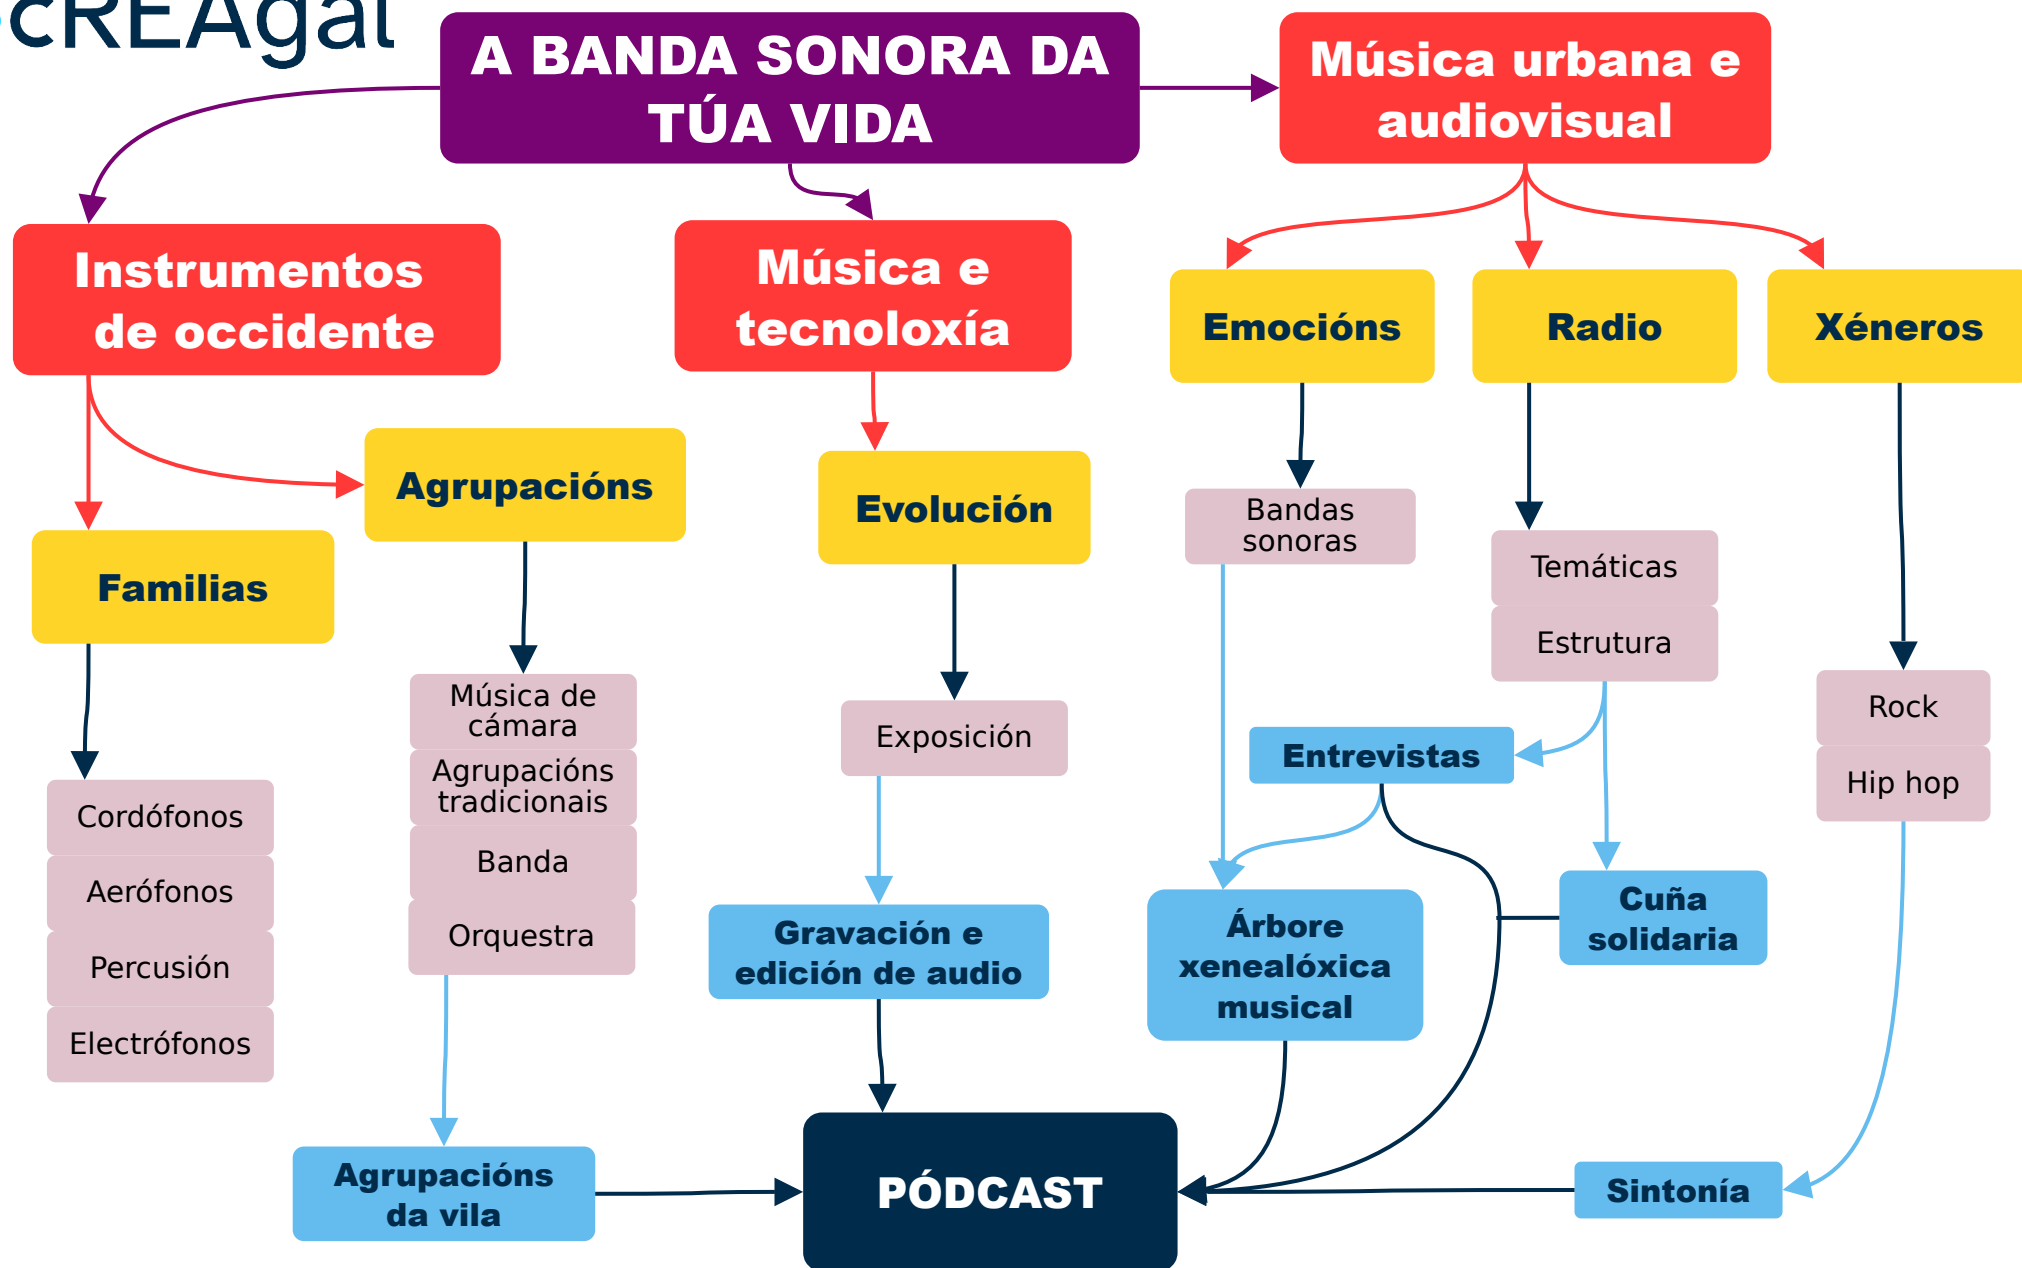 cREAgal
A BANDA SONORA DA
TÚA VIDA
Música urbana e
audiovisual
Instrumentos
de occidente
Música e
tecnoloxía
Emocións
Radio
Xéneros
Agrupacións
Evolución
Familias
Bandas
sonoras
Temáticas
Estrutura
Música de
cámara
Agrupacións
tradicionais
Banda
Orquestra
Exposición
Entrevistas
Rock
Hip hop
Cordófonos
Aerófonos
Percusión
Electrófonos
Gravación e
edición de audio
Árbore
xenealóxica
musical
Cuña
solidaria
Agrupacións
da vila
PÓDCAST
Sintonía